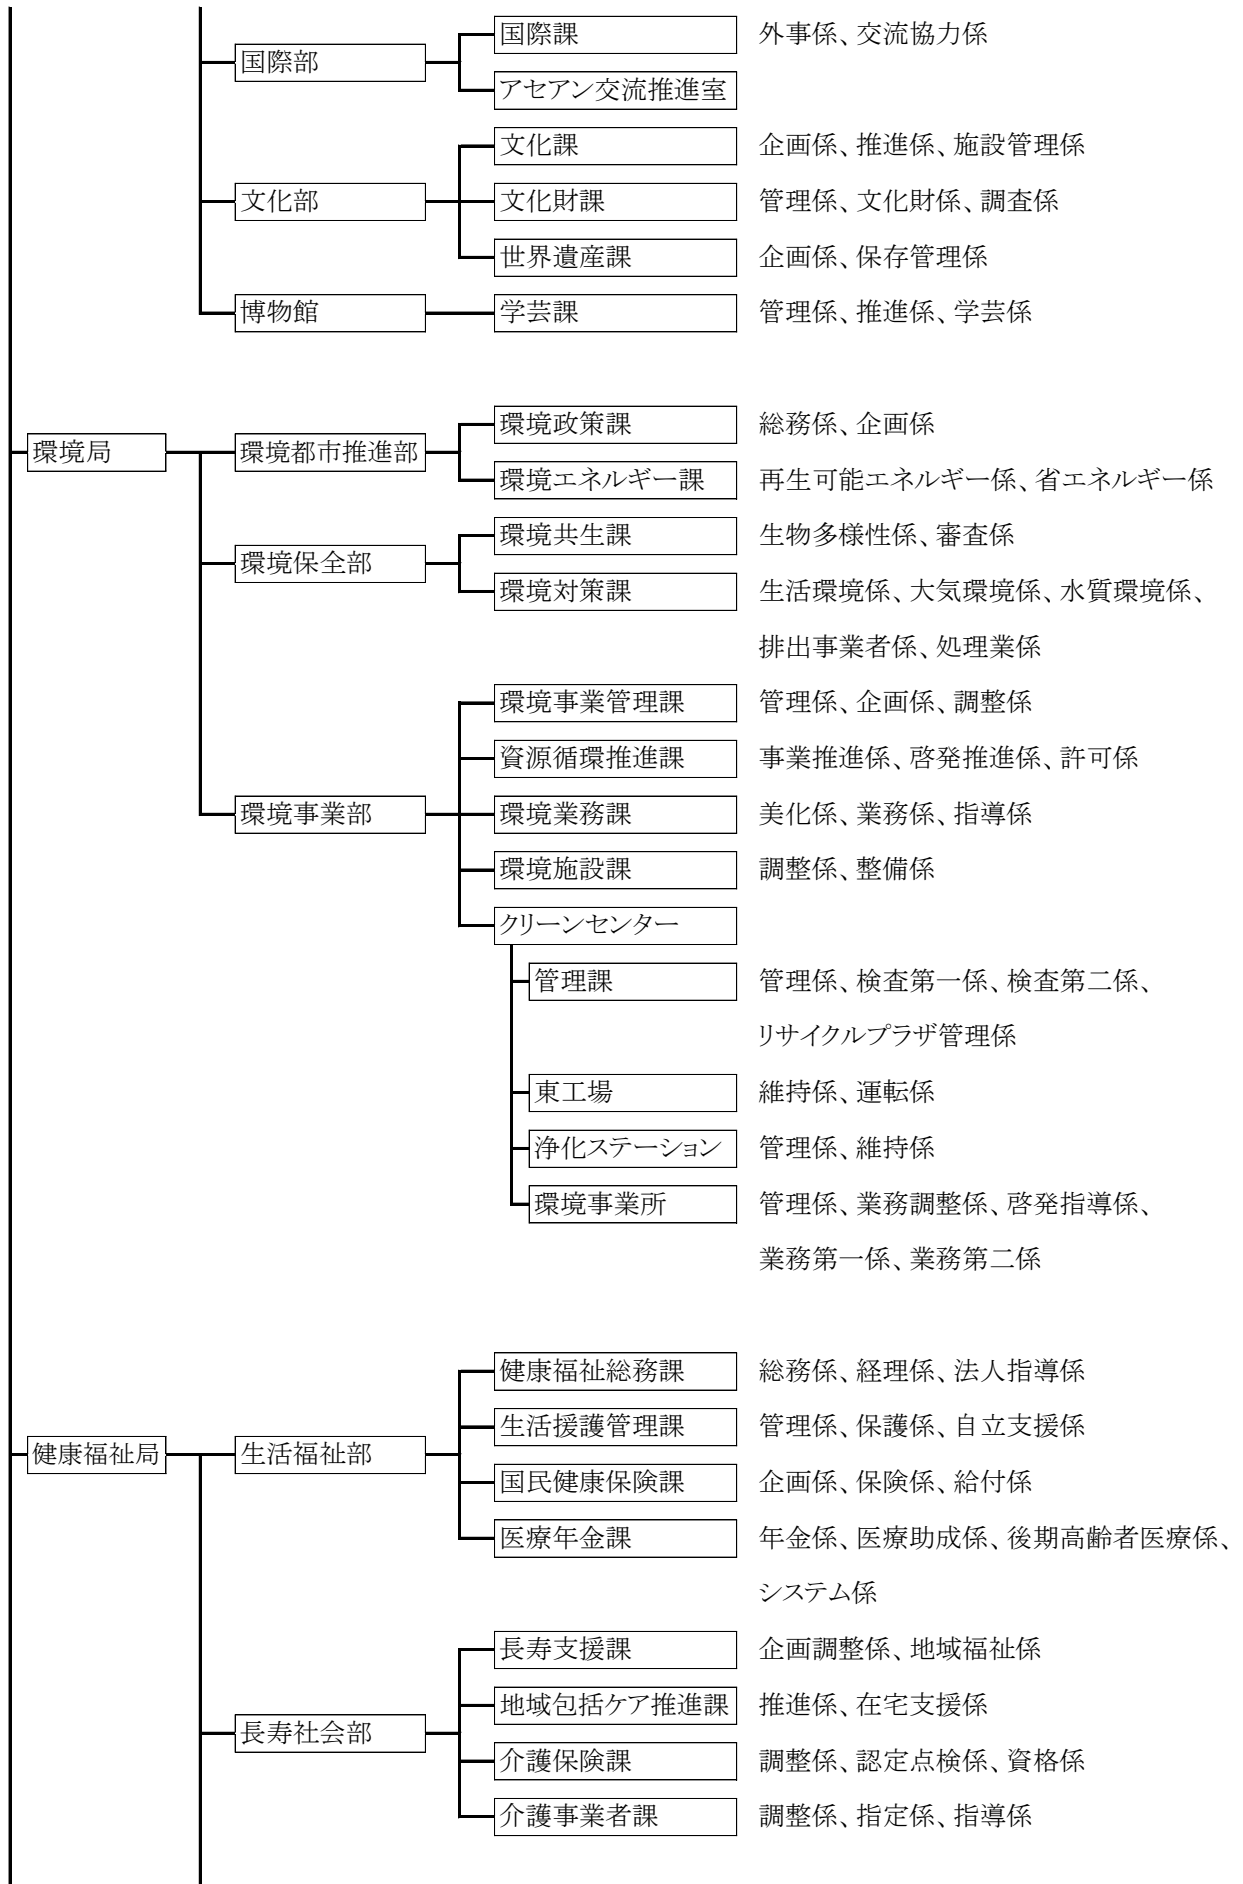 国際課 外事係、交流協力係
国際部
アセアン交流推進室
文化課 企画係、推進係、施設管理係
文化部 文化財課 管理係、文化財係、調査係
世界遺産課 企画係、保存管理係
博物館 学芸課 管理係、推進係、学芸係
環境政策課 総務係、企画係
環境局 環境都市推進部
環境エネルギー課 再生可能エネルギー係、省エネルギー係
環境共生課 生物多様性係、審査係
環境保全部
環境対策課 生活環境係、大気環境係、水質環境係、
排出事業者係、処理業係
環境事業管理課 管理係、企画係、調整係
資源循環推進課 事業推進係、啓発推進係、許可係
環境事業部 環境業務課 美化係、業務係、指導係
環境施設課 調整係、整備係
クリーンセンター
管理課 管理係、検査第一係、検査第二係、
リサイクルプラザ管理係
東工場 維持係、運転係
浄化ステーション 管理係、維持係
環境事業所 管理係、業務調整係、啓発指導係、
業務第一係、業務第二係
健康福祉総務課 総務係、経理係、法人指導係
生活援護管理課 管理係、保護係、自立支援係
健康福祉局 生活福祉部
国民健康保険課 企画係、保険係、給付係
医療年金課 年金係、医療助成係、後期高齢者医療係、
システム係
長寿支援課 企画調整係、地域福祉係
地域包括ケア推進課 推進係、在宅支援係
長寿社会部
介護保険課 調整係、認定点検係、資格係
介護事業者課 調整係、指定係、指導係